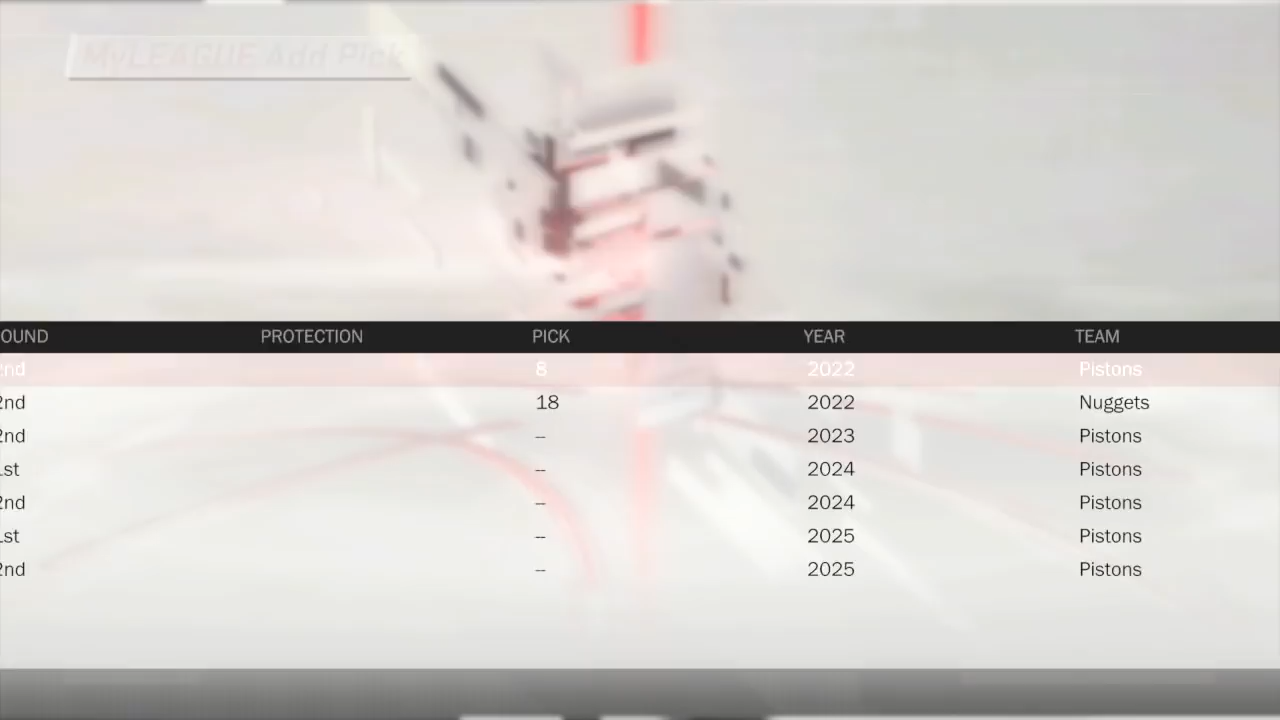 MyLEAGUE Add Pick
OUND PROTECTION PICK YEAR TEAM
2nd 8 2022 Pistons
2nd 18 2022 Nuggets
2nd -- 2023 Pistons
1st -- 2024 Pistons
2nd -- 2024 Pistons
1st -- 2025 Pistons
2nd -- 2025 Pistons